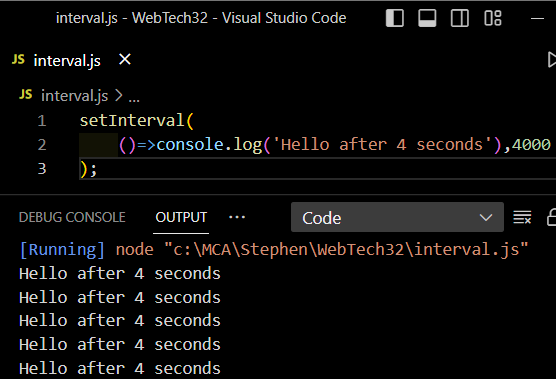 interval.js - WebTech32 - Visual Studio Code
JS interval.js
JS interval.js > ...
1 setInterval(
2 ()=>console.log('Hello after 4 seconds'),4000
3 );
DEBUG CONSOLE OUTPUT ... Code
[Running] node "c:\MCA\Stephen\WebTech32\interval.js"
Hello after 4 seconds
Hello after 4 seconds
Hello after 4 seconds
Hello after 4 seconds
Hello after 4 seconds